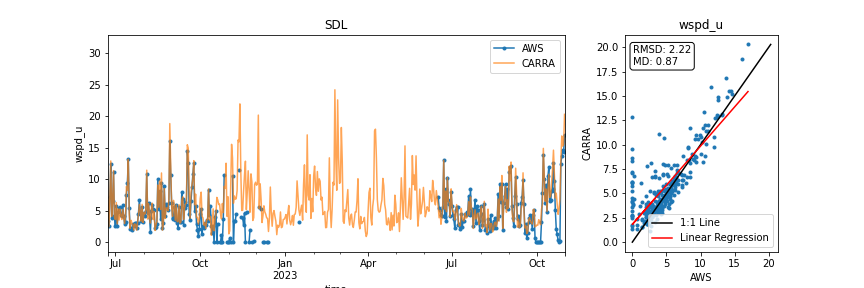 SDL
wspd_u
30
25
20
15
10
5
0
AWS
CARRA
Jul
Oct
Jan
2023
Apr
Jul
Oct
time
wspd_u
CARRA
20.0
17.5
15.0
12.5
10.0
7.5
5.0
2.5
0.0
RMSD: 2.22
MD: 0.87
1:1 Line
Linear Regression
0
5
10
15
20
AWS